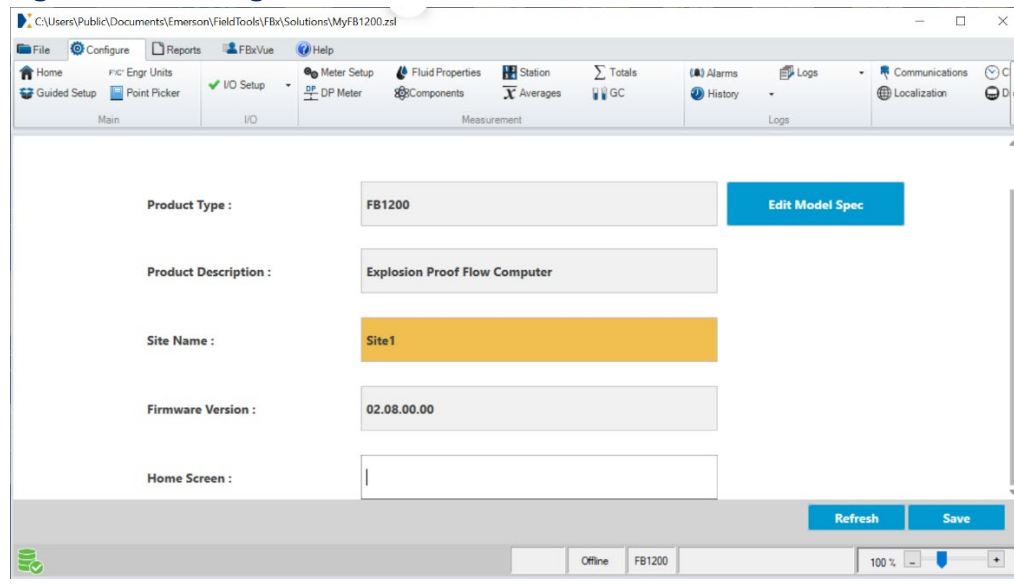 C:\Users\Public\Documents\Emerson\FieldTools\FBx\Solutions\MyFB1200.zsl
File Configure Reports FBxVue Help
Home Engr Units I/O Setup Meter Setup Fluid Properties Station Σ Totals Alarms Logs Communications
Guided Setup Point Picker DP Meter Components X Averages GC History Localization
Main I/O Measurement Logs
Product Type : FB1200 Edit Model Spec
Product Description : Explosion Proof Flow Computer
Site Name : Site1
Firmware Version : 02.08.00.00
Home Screen :
Refresh Save
Offline FB1200 100 %